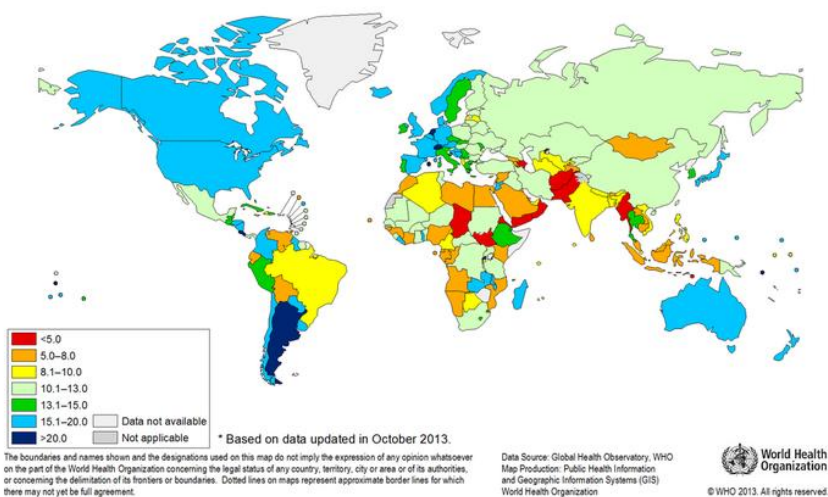 <5.0
5.0–8.0
8.1–10.0
10.1–13.0
13.1–15.0
15.1–20.0
>20.0
Data not available
Not applicable
* Based on data updated in October 2013.
The boundaries and names shown and the designations used on this map do not imply the expression of any opinion whatsoever
on the part of the World Health Organization concerning the legal status of any country, territory, city or area or of its authorities,
or concerning the delimitation of its frontiers or boundaries. Dotted lines on maps represent approximate border lines for which
there may not yet be full agreement.
Data Source: Global Health Observatory, WHO
Map Production: Public Health Information
and Geographic Information Systems (GIS)
World Health Organization
World Health
Organization
© WHO 2013. All rights reserved